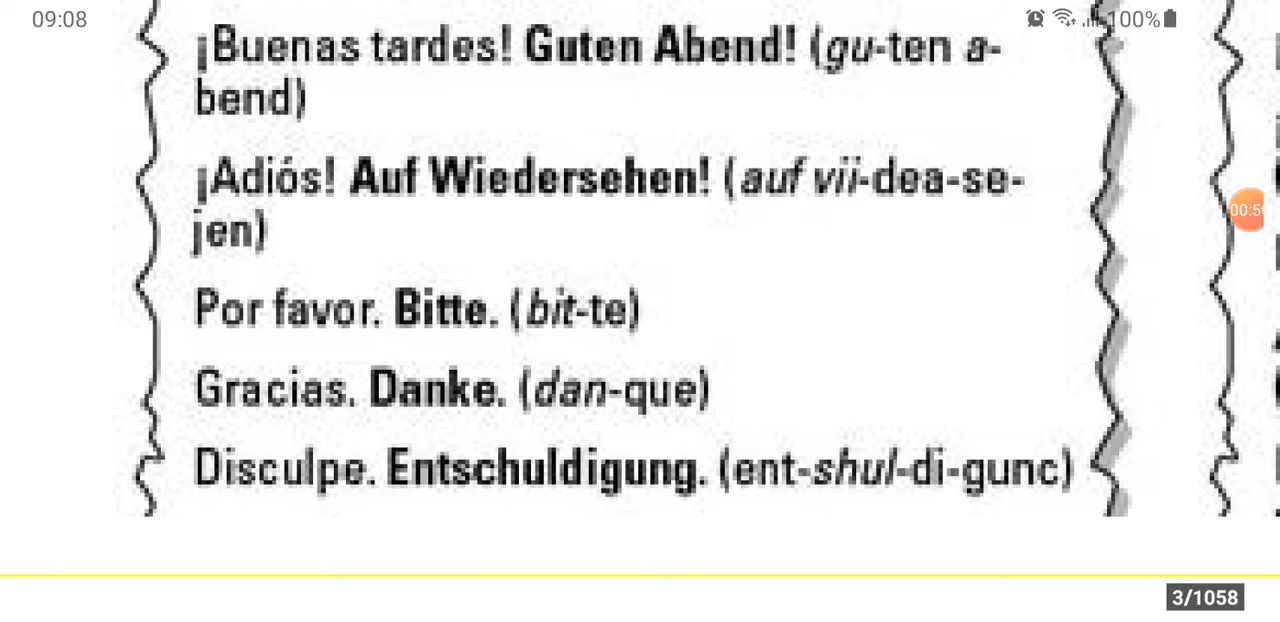 09:08
100%
¡Buenas tardes! Guten Abend! (gu-ten a-
bend)
¡Adiós! Auf Wiedersehen! (auf vii-dea-se-
jen)
Por favor. Bitte. (bit-te)
Gracias. Danke. (dan-que)
Disculpe. Entschuldigung. (ent-shul-di-gunc)
3/1058